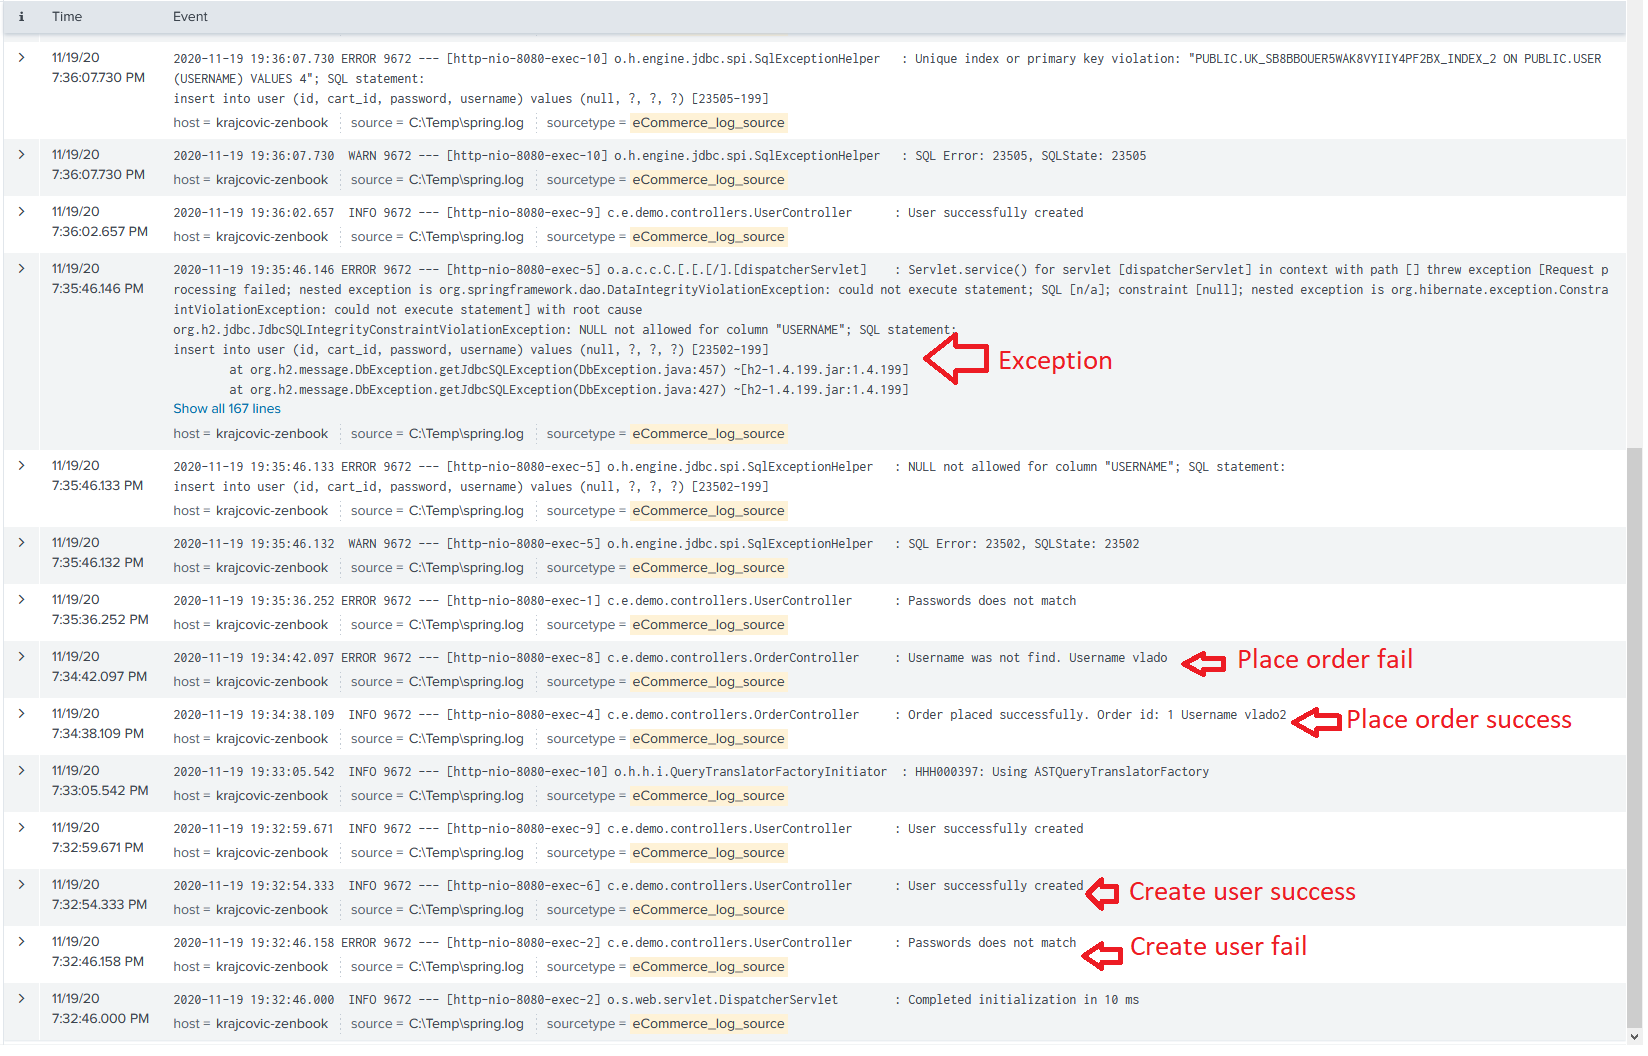 i Time Event
11/19/20 2020-11-19 19:36:07.730 ERROR 9672 --- [http-nio-8080-exec-10] o.h.engine.jdbc.spi.SqlExceptionHelper : Unique index or primary key violation: "PUBLIC.UK_SB8BBOUER5WAK8VYIIY4PF2BX_INDEX_2 ON PUBLIC.USER
7:36:07.730 PM (USERNAME) VALUES 4"; SQL statement:
insert into user (id, cart_id, password, username) values (null, ?, ?, ?) [23505-199]
host = krajcovic-zenbook source = C:\Temp\spring.log sourcetype = eCommerce_log_source
11/19/20 2020-11-19 19:36:07.730 WARN 9672 --- [http-nio-8080-exec-10] o.h.engine.jdbc.spi.SqlExceptionHelper : SQL Error: 23505, SQLState: 23505
7:36:07.730 PM host = krajcovic-zenbook source = C:\Temp\spring.log sourcetype = eCommerce_log_source
11/19/20 2020-11-19 19:36:02.657 INFO 9672 --- [http-nio-8080-exec-9] c.e.demo.controllers.UserController : User successfully created
7:36:02.657 PM host = krajcovic-zenbook source = C:\Temp\spring.log sourcetype = eCommerce_log_source
11/19/20 2020-11-19 19:35:46.146 ERROR 9672 --- [http-nio-8080-exec-5] o.a.c.c.C.[.[.[/].[dispatcherServlet] : Servlet.service() for servlet [dispatcherServlet] in context with path [] threw exception [Request p
7:35:46.146 PM rocessing failed; nested exception is org.springframework.dao.DataIntegrityViolationException: could not execute statement; SQL [n/a]; constraint [null]; nested exception is org.hibernate.exception.Constra
intViolationException: could not execute statement] with root cause
org.h2.jdbc.JdbcSQLIntegrityConstraintViolationException: NULL not allowed for column "USERNAME"; SQL statement:
insert into user (id, cart_id, password, username) values (null, ?, ?, ?) [23502-199]
Exception
at org.h2.message.DbException.getJdbcSQLException(DbException.java:457) ~[h2-1.4.199.jar:1.4.199]
at org.h2.message.DbException.getJdbcSQLException(DbException.java:427) ~[h2-1.4.199.jar:1.4.199]
Show all 167 lines
host = krajcovic-zenbook source = C:\Temp\spring.log sourcetype = eCommerce_log_source
11/19/20 2020-11-19 19:35:46.133 ERROR 9672 --- [http-nio-8080-exec-5] o.h.engine.jdbc.spi.SqlExceptionHelper : NULL not allowed for column "USERNAME"; SQL statement:
7:35:46.133 PM insert into user (id, cart_id, password, username) values (null, ?, ?, ?) [23502-199]
host = krajcovic-zenbook source = C:\Temp\spring.log sourcetype = eCommerce_log_source
11/19/20 2020-11-19 19:35:46.132 WARN 9672 --- [http-nio-8080-exec-5] o.h.engine.jdbc.spi.SqlExceptionHelper : SQL Error: 23502, SQLState: 23502
7:35:46.132 PM host = krajcovic-zenbook source = C:\Temp\spring.log sourcetype = eCommerce_log_source
11/19/20 2020-11-19 19:35:36.252 ERROR 9672 --- [http-nio-8080-exec-1] c.e.demo.controllers.UserController : Passwords does not match
7:35:36.252 PM host = krajcovic-zenbook source = C:\Temp\spring.log sourcetype = eCommerce_log_source
11/19/20 2020-11-19 19:34:42.097 ERROR 9672 --- [http-nio-8080-exec-8] c.e.demo.controllers.OrderController : Username was not find. Username vlado Place order fail
7:34:42.097 PM host = krajcovic-zenbook source = C:\Temp\spring.log sourcetype = eCommerce_log_source
11/19/20 2020-11-19 19:34:38.109 INFO 9672 --- [http-nio-8080-exec-4] c.e.demo.controllers.OrderController : Order placed successfully. Order id: 1 Username vlado2 Place order success
7:34:38.109 PM host = krajcovic-zenbook source = C:\Temp\spring.log sourcetype = eCommerce_log_source
11/19/20 2020-11-19 19:33:05.542 INFO 9672 --- [http-nio-8080-exec-10] o.h.h.i.QueryTranslatorFactoryInitiator : HHH000397: Using ASTQueryTranslatorFactory
7:33:05.542 PM host = krajcovic-zenbook source = C:\Temp\spring.log sourcetype = eCommerce_log_source
11/19/20 2020-11-19 19:32:59.671 INFO 9672 --- [http-nio-8080-exec-9] c.e.demo.controllers.UserController : User successfully created
7:32:59.671 PM host = krajcovic-zenbook source = C:\Temp\spring.log sourcetype = eCommerce_log_source
11/19/20 2020-11-19 19:32:54.333 INFO 9672 --- [http-nio-8080-exec-6] c.e.demo.controllers.UserController : User successfully created Create user success
7:32:54.333 PM host = krajcovic-zenbook source = C:\Temp\spring.log sourcetype = eCommerce_log_source
11/19/20 2020-11-19 19:32:46.158 ERROR 9672 --- [http-nio-8080-exec-2] c.e.demo.controllers.UserController : Passwords does not match Create user fail
7:32:46.158 PM host = krajcovic-zenbook source = C:\Temp\spring.log sourcetype = eCommerce_log_source
11/19/20 2020-11-19 19:32:46.000 INFO 9672 --- [http-nio-8080-exec-2] o.s.web.servlet.DispatcherServlet : Completed initialization in 10 ms
7:32:46.000 PM host = krajcovic-zenbook source = C:\Temp\spring.log sourcetype = eCommerce_log_source